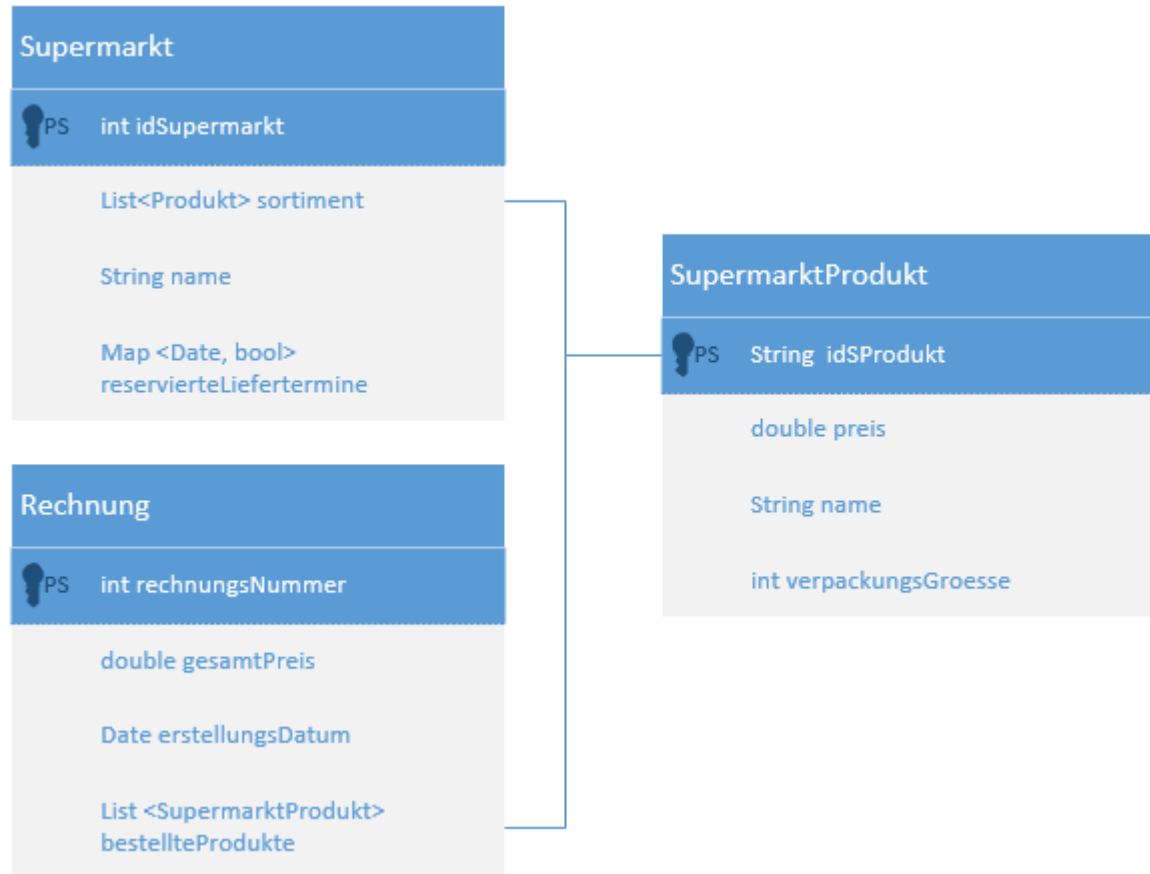 Supermarkt
PS int idSupermarkt
List<Produkt> sortiment
String name
Map <Date, bool>
reservierteLiefertermine
Rechnung
PS int rechnungsNummer
double gesamtPreis
Date erstellungsDatum
List <SupermarktProdukt>
bestellteProdukte
SupermarktProdukt
PS String idSProdukt
double preis
String name
int verpackungsGroesse